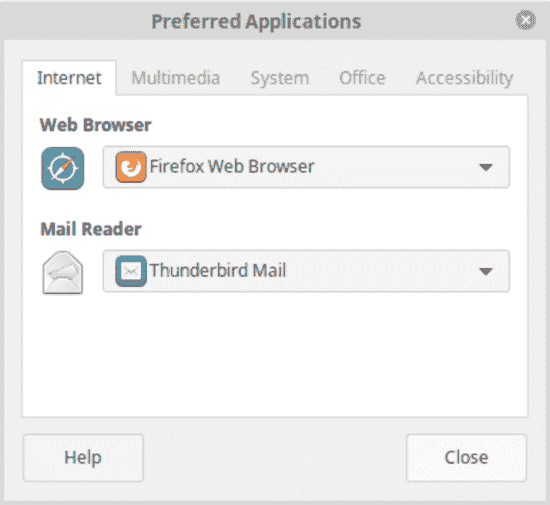 Preferred Applications
Internet Multimedia System Office Accessibility
Web Browser
Firefox Web Browser
Mail Reader
Thunderbird Mail
Help Close